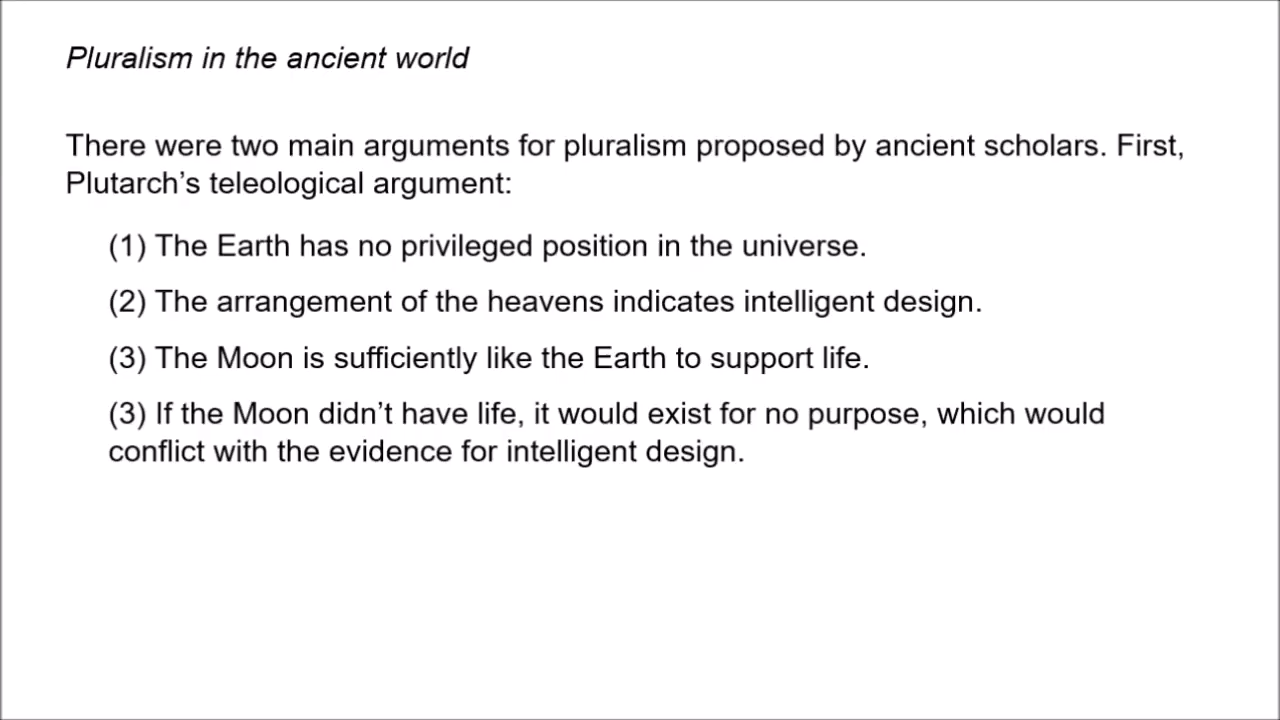 Pluralism in the ancient world
There were two main arguments for pluralism proposed by ancient scholars. First,
Plutarch’s teleological argument:
(1) The Earth has no privileged position in the universe.
(2) The arrangement of the heavens indicates intelligent design.
(3) The Moon is sufficiently like the Earth to support life.
(3) If the Moon didn’t have life, it would exist for no purpose, which would
conflict with the evidence for intelligent design.